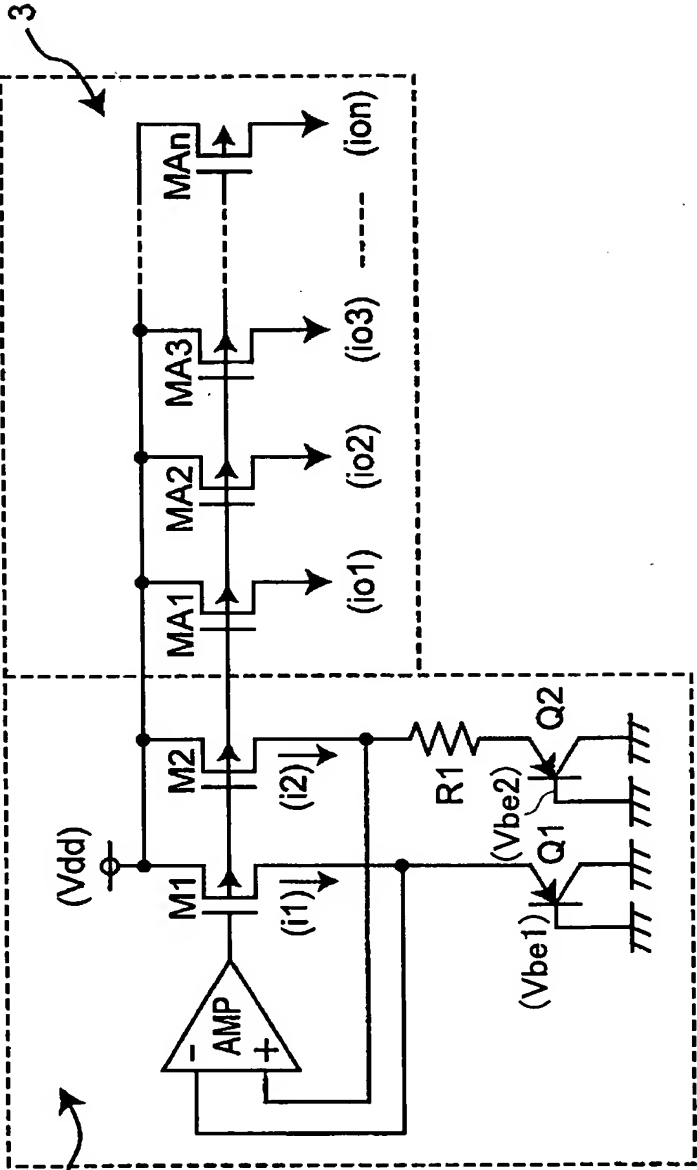 3
(Vdd)
M1
M2
MA1
MA2
MA3
MAn
AMP
-
+
(i1)
(i2)
(io1)
(io2)
(io3)
(ion)
R1
(Vbe1)
Q1
(Vbe2)
Q2